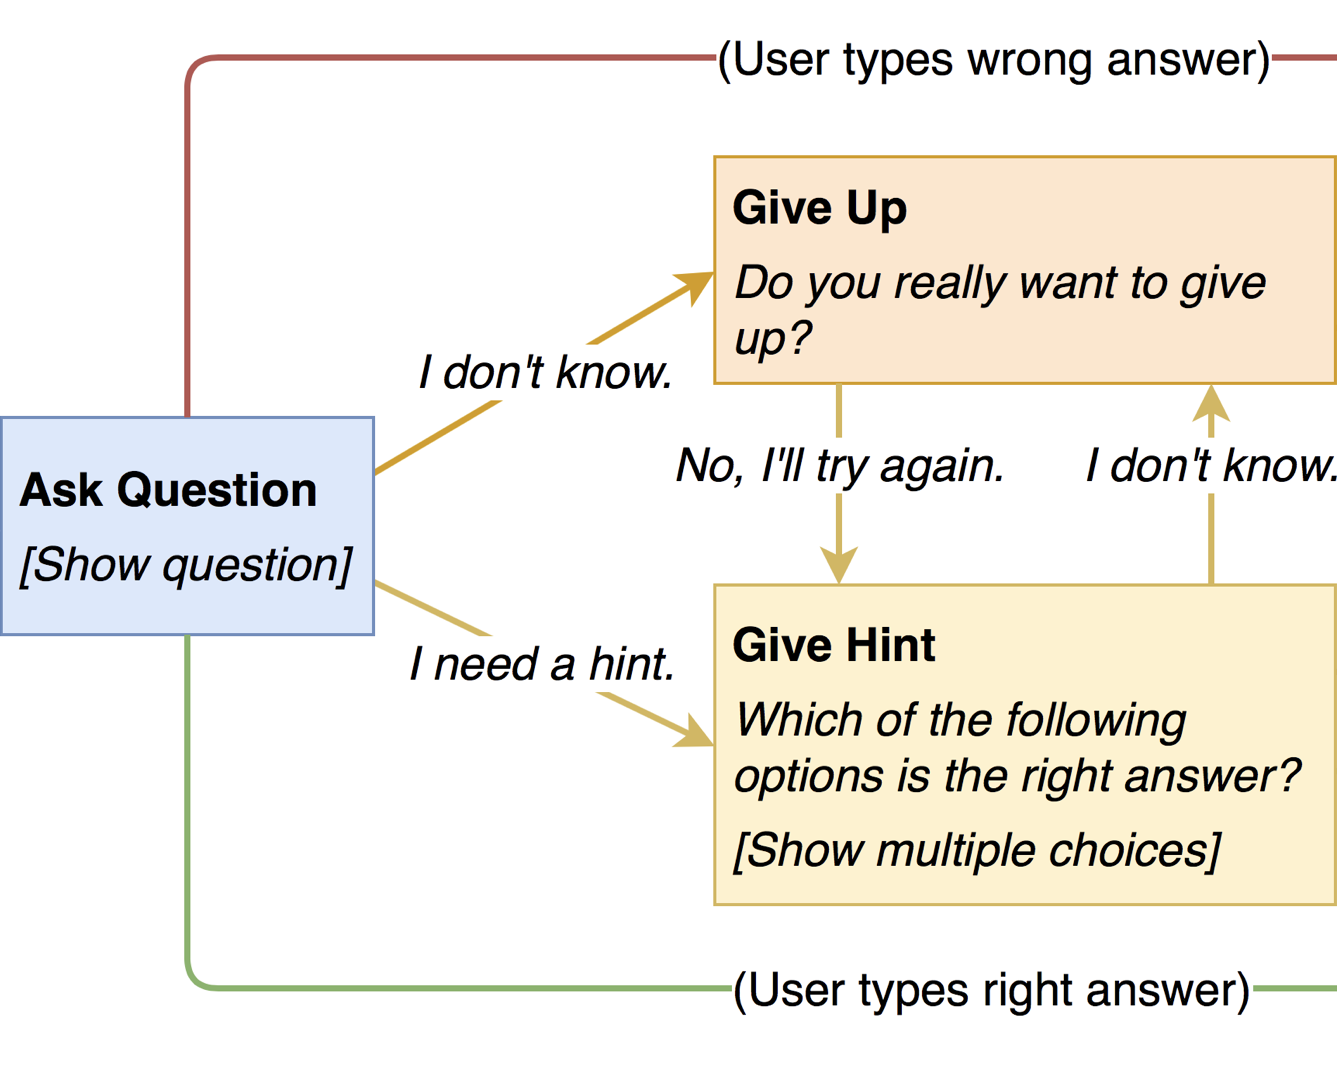 (User types wrong answer)
Give Up
Do you really want to give
up?
I don't know.
No, I'll try again.
I don't know.
Ask Question
[Show question]
I need a hint.
Give Hint
Which of the following
options is the right answer?
[Show multiple choices]
(User types right answer)